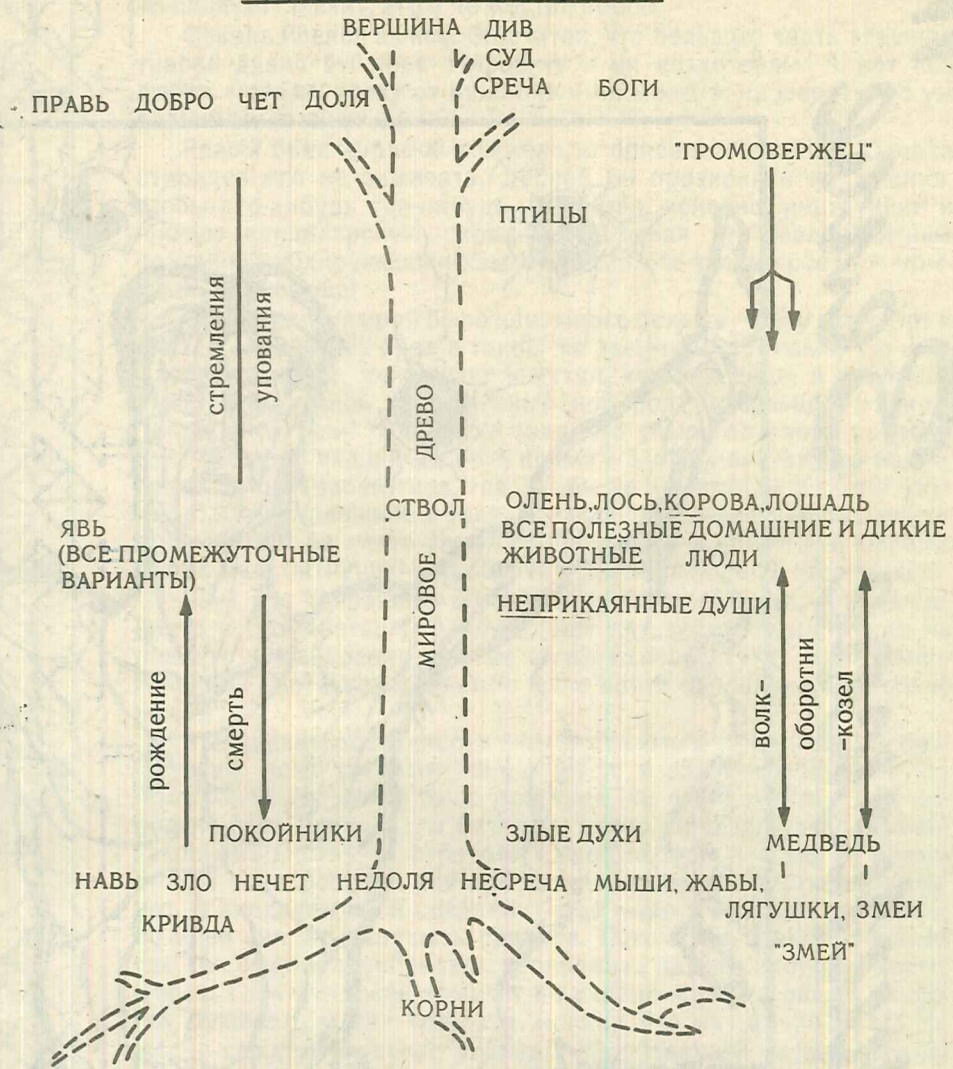 ВЕРШИНА ДИВ
СУД
СРЕЧА БОГИ
ПРАВЬ ДОБРО ЧЕТ ДОЛЯ
"ГРОМОВЕРЖЕЦ"
ПТИЦЫ
стремления
упования
МИРОВОЕ ДРЕВО
СТВОЛ
ОЛЕНЬ,ЛОСЬ,КОРОВА,ЛОШАДЬ
ВСЕ ПОЛЕЗНЫЕ ДОМАШНИЕ И ДИКИЕ
ЖИВОТНЫЕ ЛЮДИ
ЯВЬ
(ВСЕ ПРОМЕЖУТОЧНЫЕ
ВАРИАНТЫ)
НЕПРИКАЯННЫЕ ДУШИ
рождение
смерть
волк-
оборотни
-козел
ПОКОЙНИКИ
ЗЛЫЕ ДУХИ
МЕДВЕДЬ
НАВЬ ЗЛО НЕЧЕТ НЕДОЛЯ НЕСРЕЧА МЫШИ, ЖАБЫ,
ЛЯГУШКИ, ЗМЕИ
КРИВДА
"ЗМЕЙ"
КОРНИ